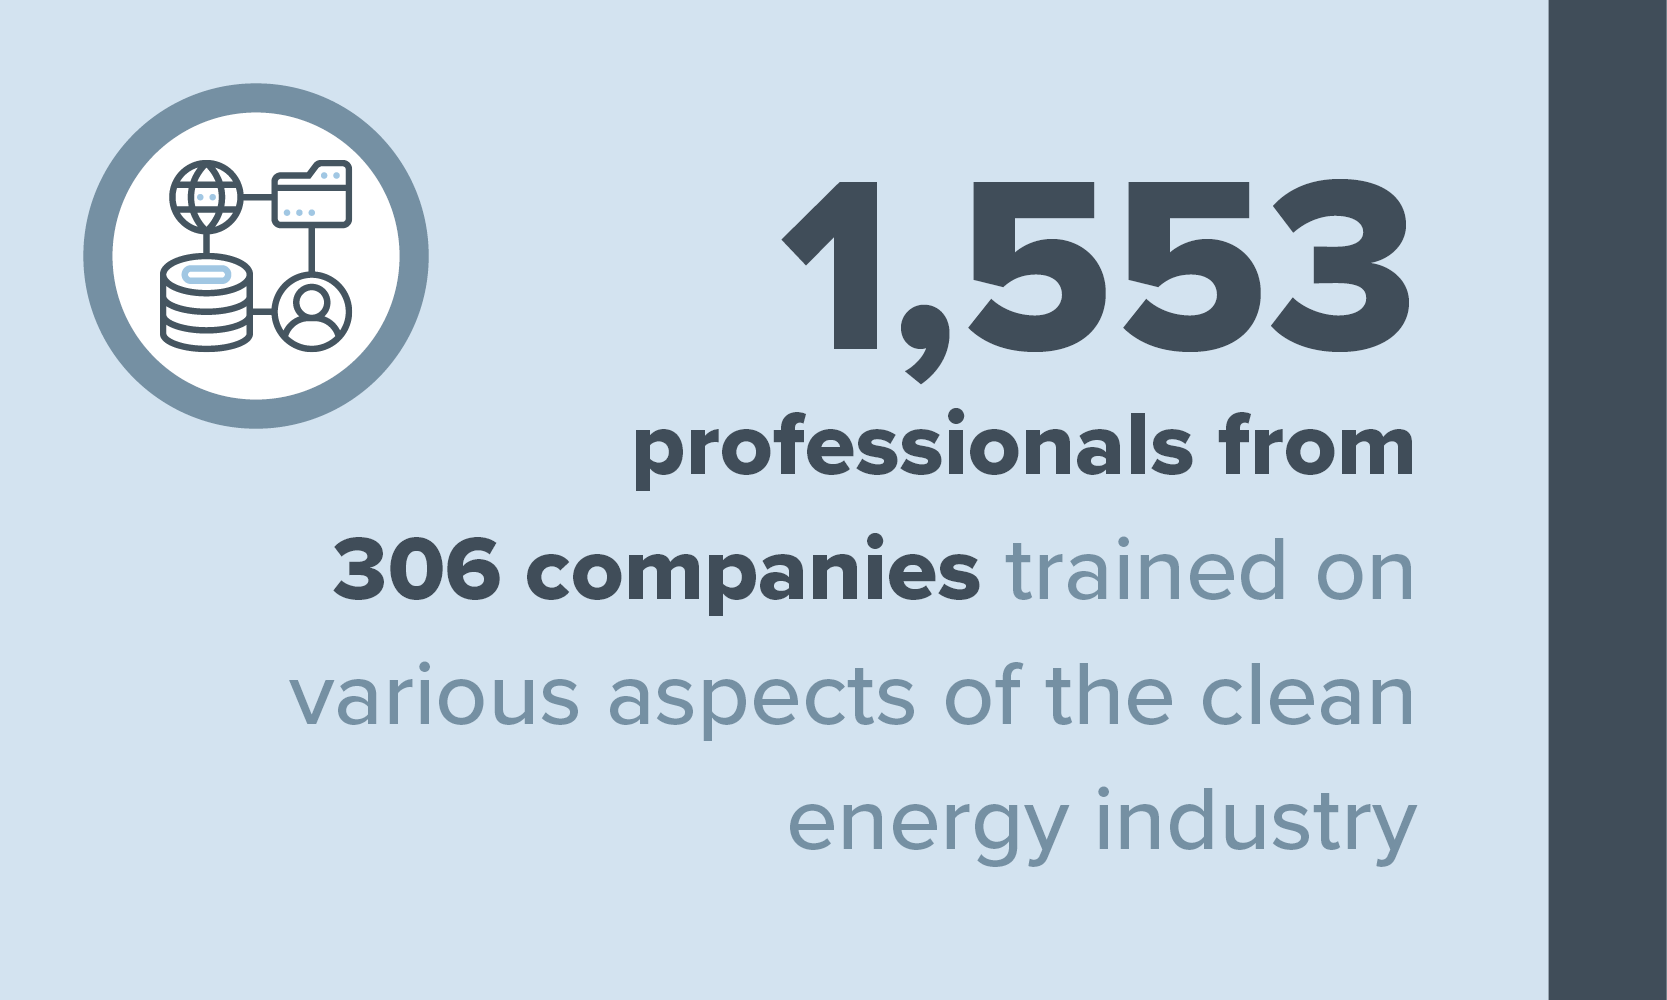 1,553
professionals from
306 companies trained on
various aspects of the clean
energy industry